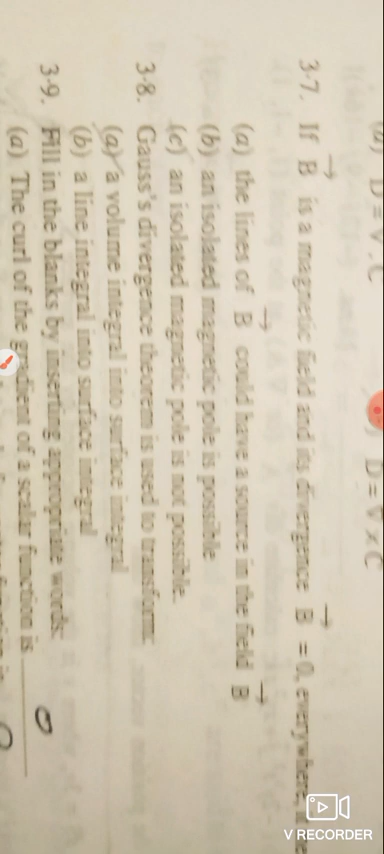 D = ∇ . C
D = ∇ × C
3·7. If B⃗ is a magnetic field and its divergence B⃗ = 0, everywhere,
(a) the lines of B⃗ could have a source in the field B⃗
(b) an isolated magnetic pole is possible
(c) an isolated magnetic pole is not possible.
3·8. Gauss's divergence theorem is used to transform:
(a) a volume integral into surface integral
(b) a line integral into surface integral
3·9. Fill in the blanks by inserting appropriate words:
(a) The curl of the gradient of a scalar function is
0
V RECORDER